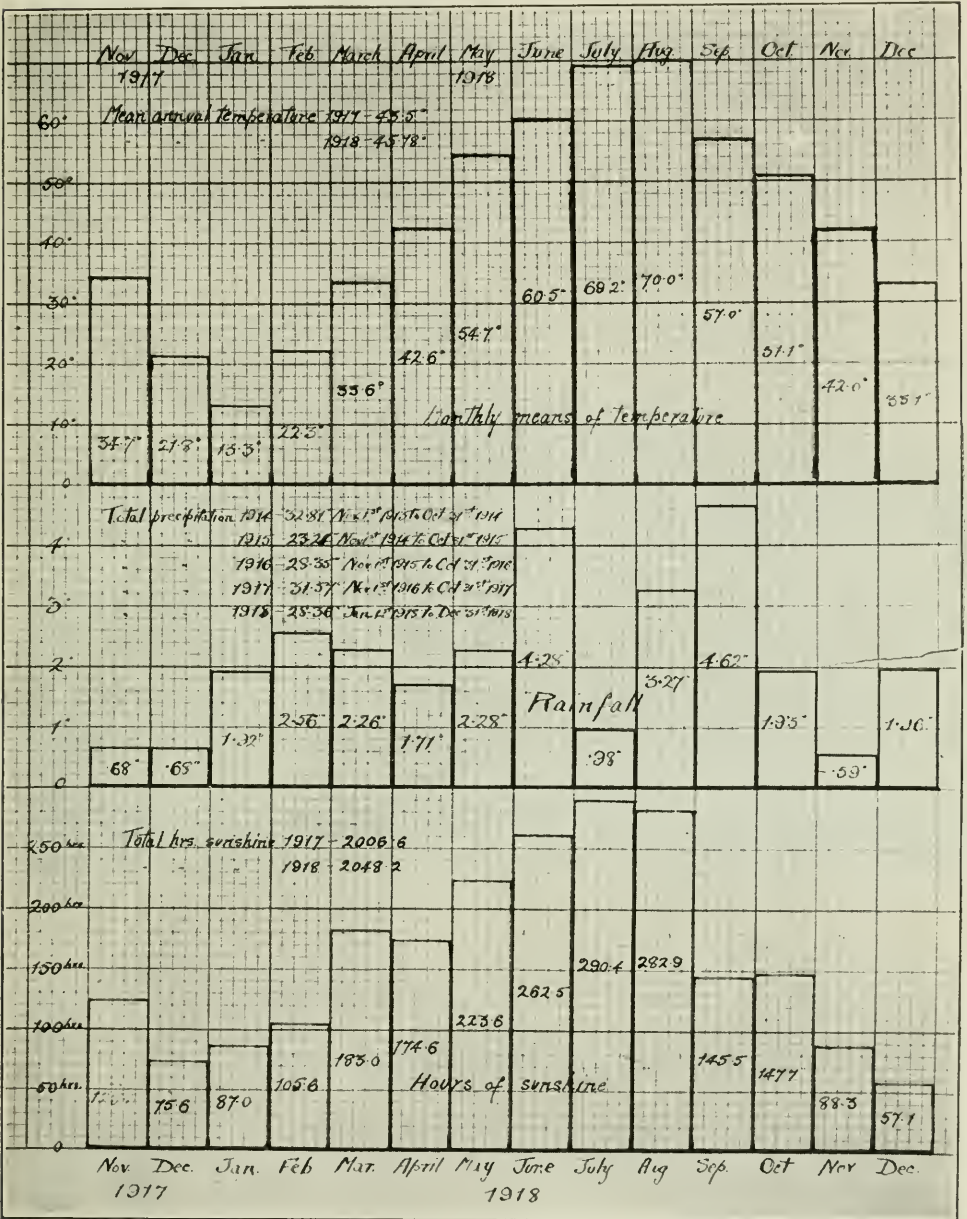 Nov Dec. Jan. Feb. March April May June July Aug. Sep. Oct Nov. Dec
1917 1918
Mean annual temperature 1917 - 43.5°
1918 - 45.78°
60°
50°
40°
30°
20°
10°
0
34.7° 21.8° 13.3° 22.3° 33.6° 42.6° 54.7° 60.5° 69.2° 70.0° 57.0° 51.1° 42.0° 33.1°
Monthly means of temperature
Total precipitation 1914 - 32.81" Nov 1st 1913 to Oct 31st 1914
1915 - 23.24" Nov 1st 1914 to Oct 31st 1915
1916 - 28.35" Nov 1st 1915 to Oct 31st 1916
1917 - 31.57" Nov 1st 1916 to Oct 31st 1917
1918 - 28.36" Jan 1st 1918 to Dec 31st 1918
4"
3"
2"
1"
0
.68" .65" 1.92" 2.56" 2.26" 1.71" 2.28" 4.28" .98" 3.27" 4.62" 1.95" .59" 1.96"
Rainfall
Total hrs. sunshine 1917 - 2006.6
1918 - 2048.2
250 hrs
200 hrs
150 hrs
100 hrs
50 hrs.
0
75.6 87.0 105.6 183.0 174.6 223.6 262.5 290.4 282.9 145.5 147.7 88.3 57.1
Hours of sunshine
Nov. Dec. Jan. Feb Mar. April May June July Aug Sep. Oct Nov Dec.
1917 1918